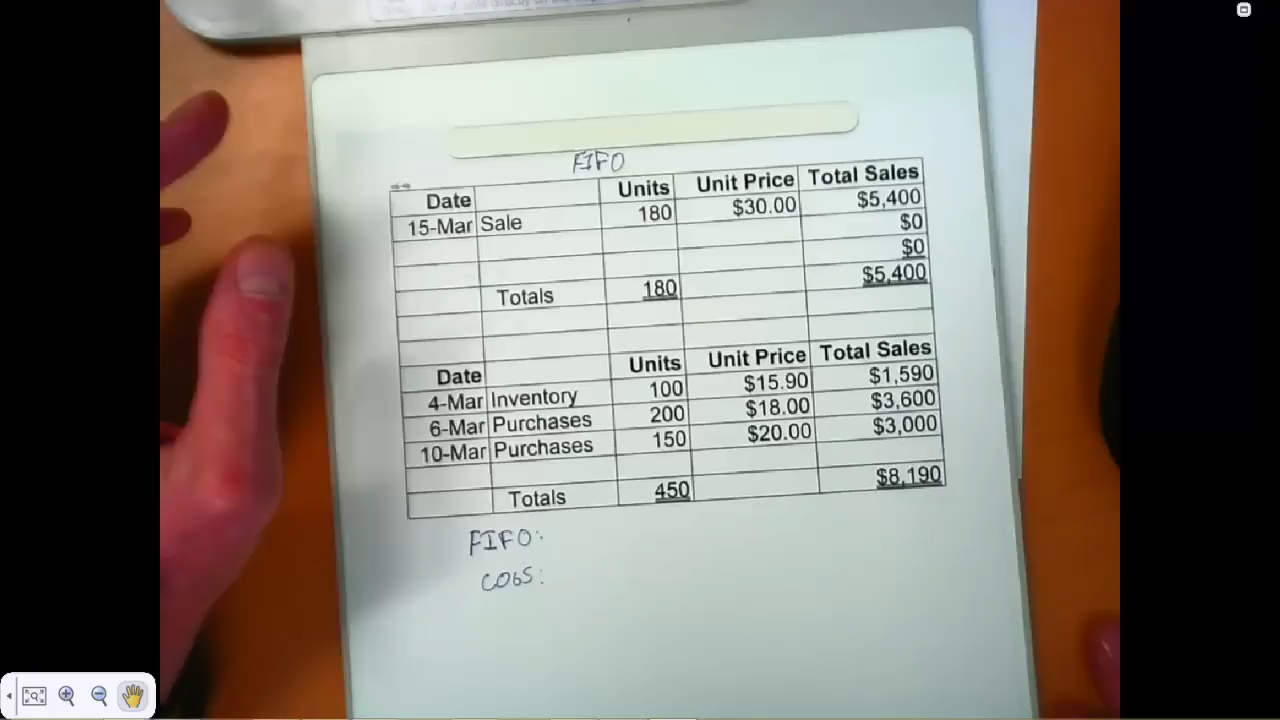 FIFO
Date Units Unit Price Total Sales
15-Mar Sale 180 $30.00 $5,400
$0
$0
Totals 180 $5,400
Date Units Unit Price Total Sales
4-Mar Inventory 100 $15.90 $1,590
6-Mar Purchases 200 $18.00 $3,600
10-Mar Purchases 150 $20.00 $3,000
Totals 450 $8,190
FIFO:
COGS: